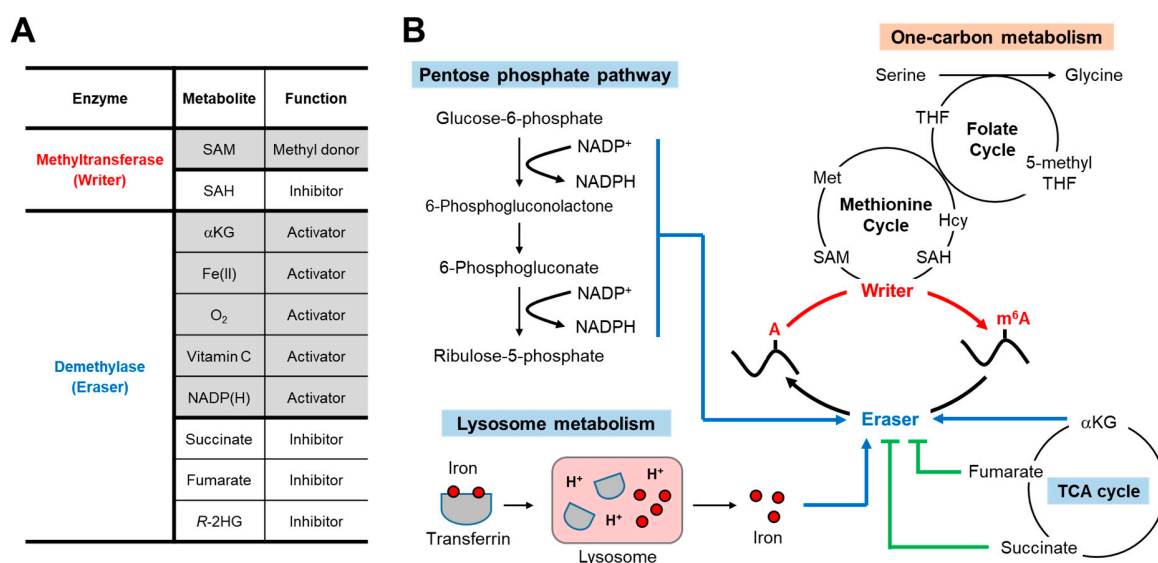 A
Enzyme Metabolite Function
Methyltransferase
(Writer)
SAM Methyl donor
SAH Inhibitor
Demethylase
(Eraser)
αKG Activator
Fe(II) Activator
O₂ Activator
Vitamin C Activator
NADP(H) Activator
Succinate Inhibitor
Fumarate Inhibitor
R-2HG Inhibitor
B
Pentose phosphate pathway
Glucose-6-phosphate
NADP⁺
NADPH
6-Phosphogluconolactone
6-Phosphogluconate
NADP⁺
NADPH
Ribulose-5-phosphate
One-carbon metabolism
Serine Glycine
THF
Folate
Cycle
5-methyl
THF
Met
Methionine
Cycle
Hcy
SAM
SAH
Writer
A
m⁶A
Eraser
Lysosome metabolism
Iron
Transferrin
H⁺
H⁺
H⁺
Lysosome
Iron
αKG
Fumarate
TCA cycle
Succinate